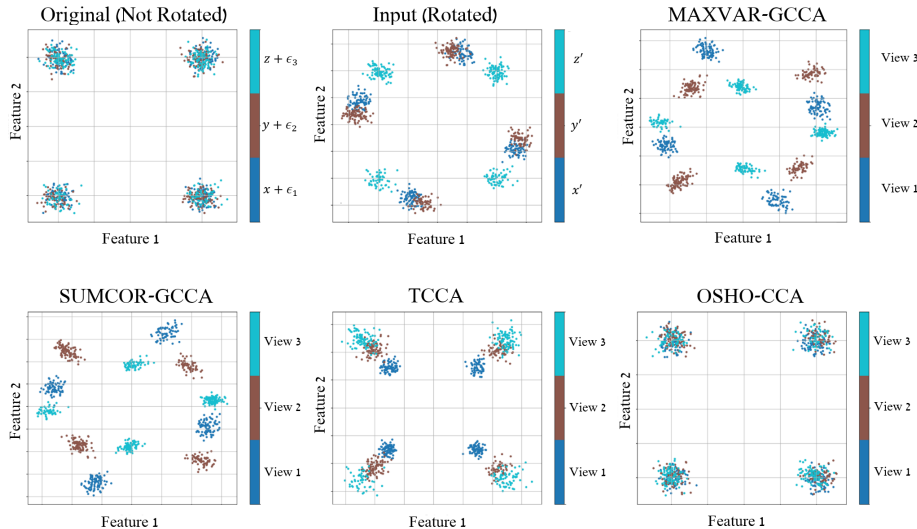 Original (Not Rotated)
Feature 2
z + ϵ₃
y + ϵ₂
x + ϵ₁
Feature 1
Input (Rotated)
Feature 2
z′
y′
x′
Feature 1
MAXVAR-GCCA
Feature 2
View 3
View 2
View 1
Feature 1
SUMCOR-GCCA
Feature 2
View 3
View 2
View 1
Feature 1
TCCA
Feature 2
View 3
View 2
View 1
Feature 1
OSHO-CCA
Feature 2
View 3
View 2
View 1
Feature 1